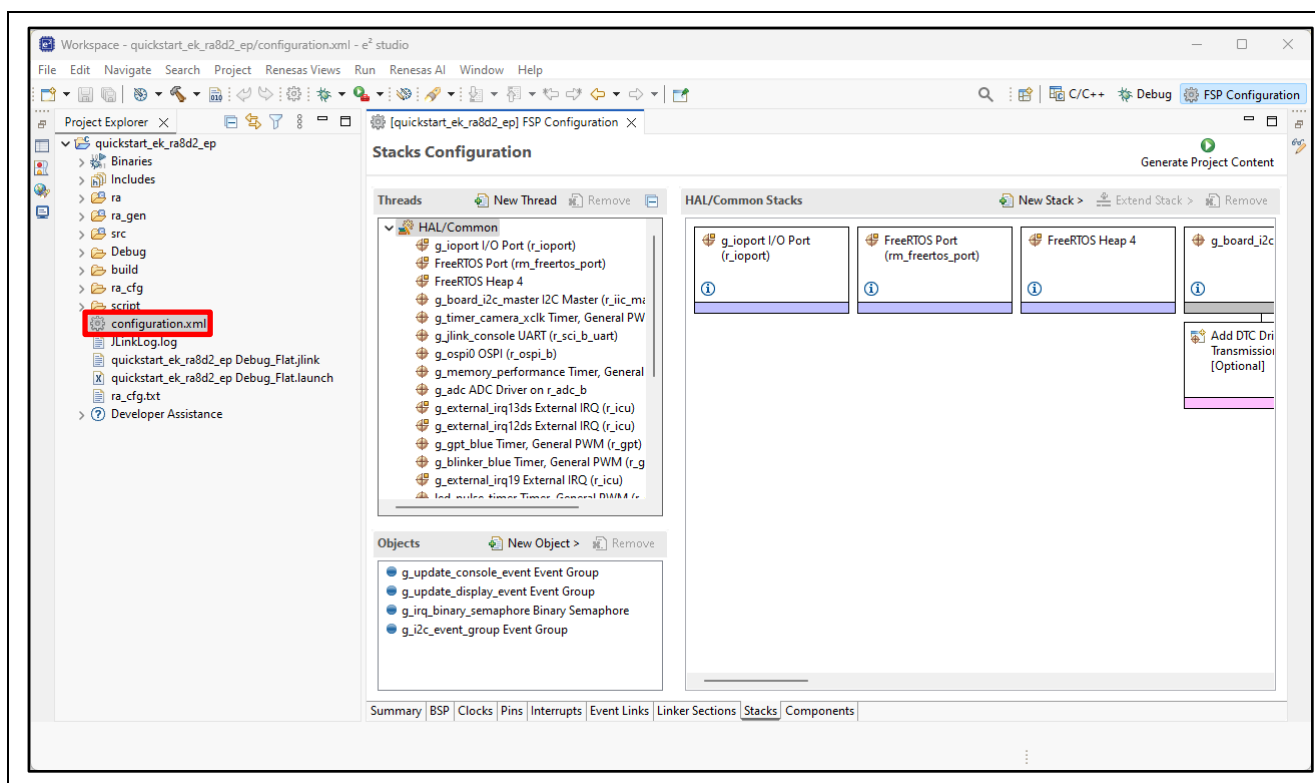 Workspace - quickstart_ek_ra8d2_ep/configuration.xml - e² studio
File Edit Navigate Search Project Renesas Views Run Renesas AI Window Help
C/C++ Debug FSP Configuration
Project Explorer
quickstart_ek_ra8d2_ep
Binaries
Includes
ra
ra_gen
src
Debug
build
ra_cfg
script
configuration.xml
JLinkLog.log
quickstart_ek_ra8d2_ep Debug_Flat.jlink
quickstart_ek_ra8d2_ep Debug_Flat.launch
ra_cfg.txt
Developer Assistance
[quickstart_ek_ra8d2_ep] FSP Configuration
Stacks Configuration
Generate Project Content
Threads New Thread Remove
HAL/Common
g_ioport I/O Port (r_ioport)
FreeRTOS Port (rm_freertos_port)
FreeRTOS Heap 4
g_board_i2c_master I2C Master (r_iic_ma
g_timer_camera_xclk Timer, General PW
g_jlink_console UART (r_sci_b_uart)
g_ospi0 OSPI (r_ospi_b)
g_memory_performance Timer, General
g_adc ADC Driver on r_adc_b
g_external_irq13ds External IRQ (r_icu)
g_external_irq12ds External IRQ (r_icu)
g_gpt_blue Timer, General PWM (r_gpt)
g_blinker_blue Timer, General PWM (r_g
g_external_irq19 External IRQ (r_icu)
led_pulse_timer Timer, General PWM (r
Objects New Object > Remove
g_update_console_event Event Group
g_update_display_event Event Group
g_irq_binary_semaphore Binary Semaphore
g_i2c_event_group Event Group
HAL/Common Stacks New Stack > Extend Stack > Remove
g_ioport I/O Port
(r_ioport)
FreeRTOS Port
(rm_freertos_port)
FreeRTOS Heap 4
g_board_i2c
Add DTC Dri
Transmission
[Optional]
Summary BSP Clocks Pins Interrupts Event Links Linker Sections Stacks Components